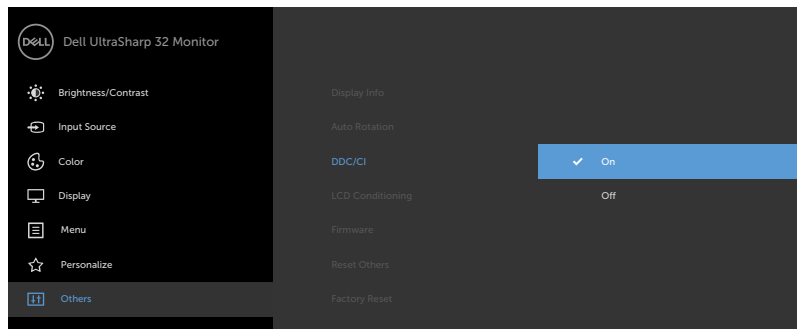 DELL Dell UltraSharp 32 Monitor
Brightness/Contrast
Input Source
Color
Display
Menu
Personalize
Others
Display Info
Auto Rotation
DDC/CI
LCD Conditioning
Firmware
Reset Others
Factory Reset
On
Off